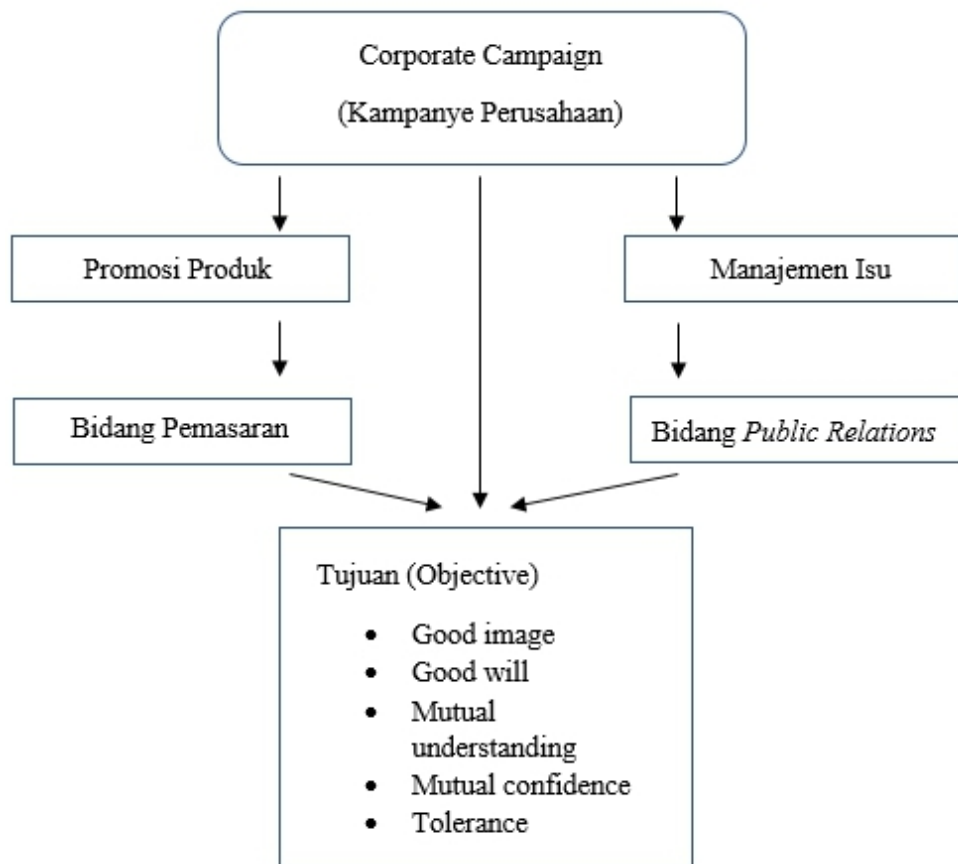 Corporate Campaign
(Kampanye Perusahaan)
Promosi Produk
Manajemen Isu
Bidang Pemasaran
Bidang Public Relations
Tujuan (Objective)
• Good image
• Good will
• Mutual
understanding
• Mutual confidence
• Tolerance